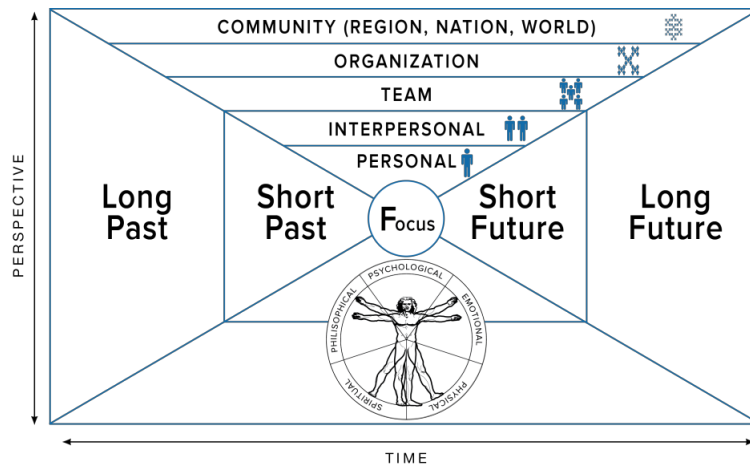 COMMUNITY (REGION, NATION, WORLD)
ORGANIZATION
TEAM
INTERPERSONAL
PERSONAL
PERSPECTIVE
Long
Past
Short
Past
Focus
Short
Future
Long
Future
PSYCHOLOGICAL
PHILISOPHICAL
EMOTIONAL
SPIRITUAL
PHYSICAL
TIME